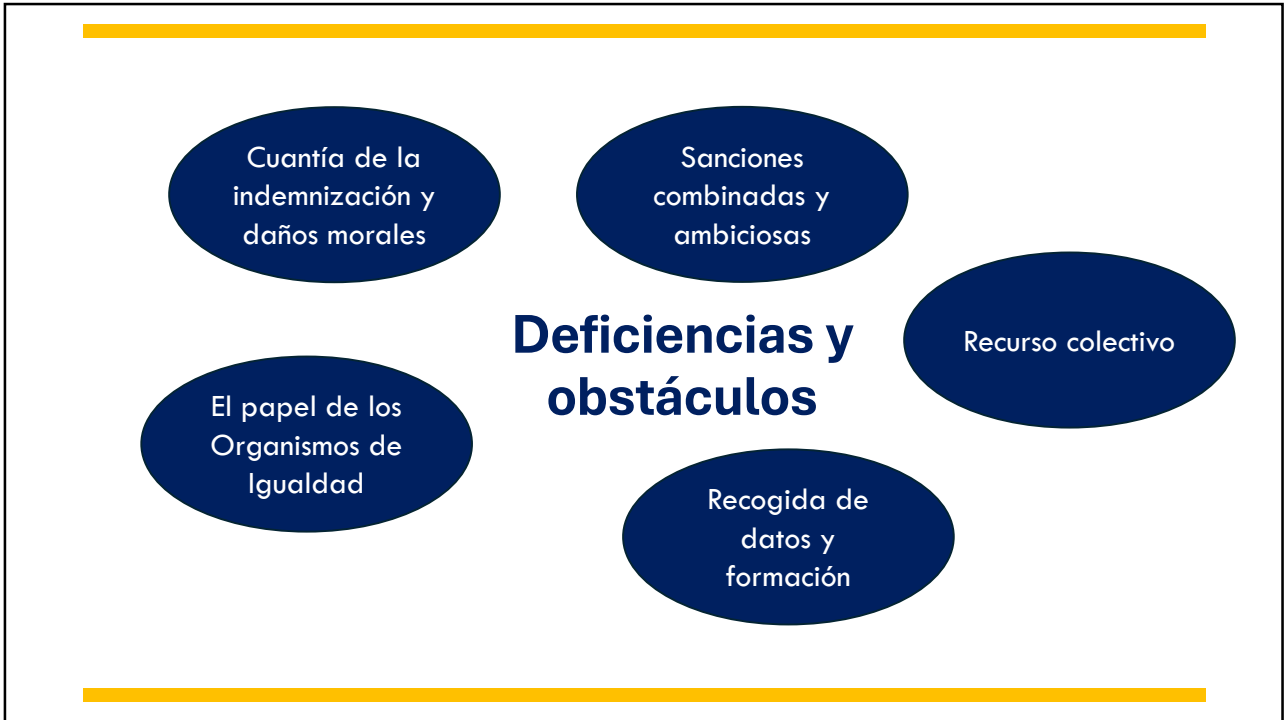 Cuantía de la
indemnización y
daños morales
Sanciones
combinadas y
ambiciosas
Deficiencias y
obstáculos
Recurso colectivo
El papel de los
Organismos de
Igualdad
Recogida de
datos y
formación